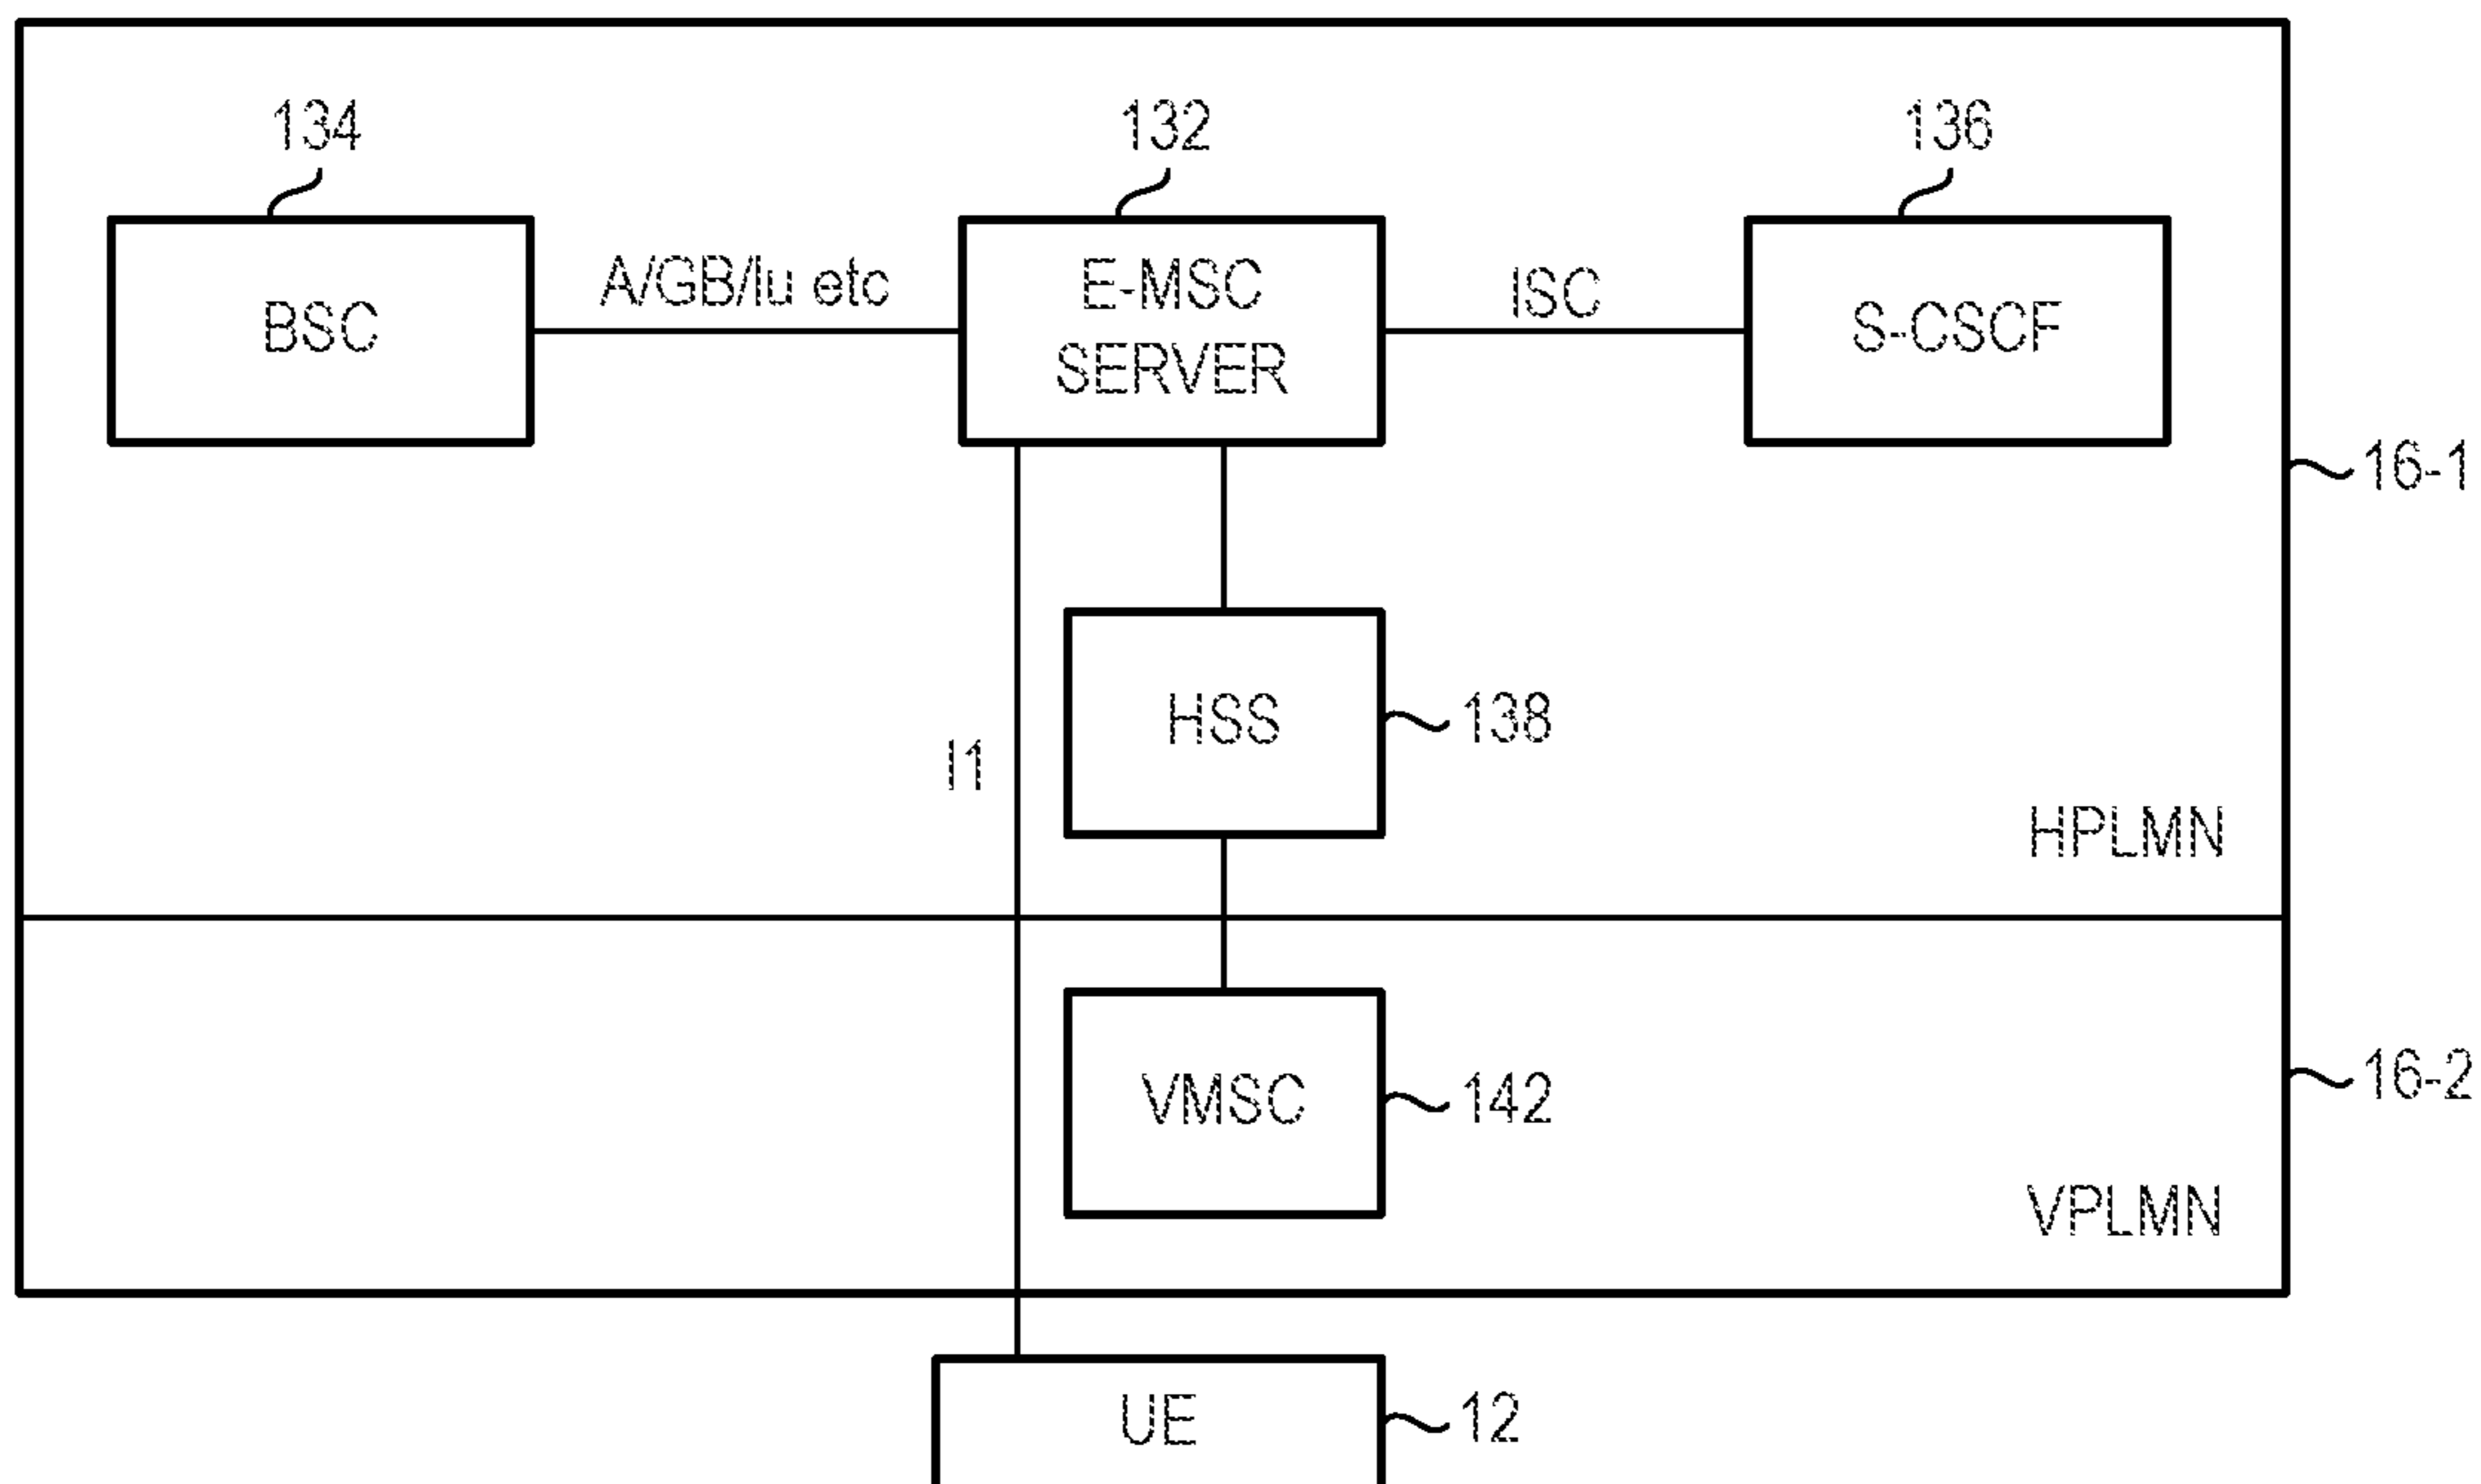 134
132
136
BSC
A/GB/Iu etc
E-MSC
SERVER
ISC
S-CSCF
16-1
HSS
138
I1
HPLMN
VMSC
142
16-2
VPLMN
UE
12